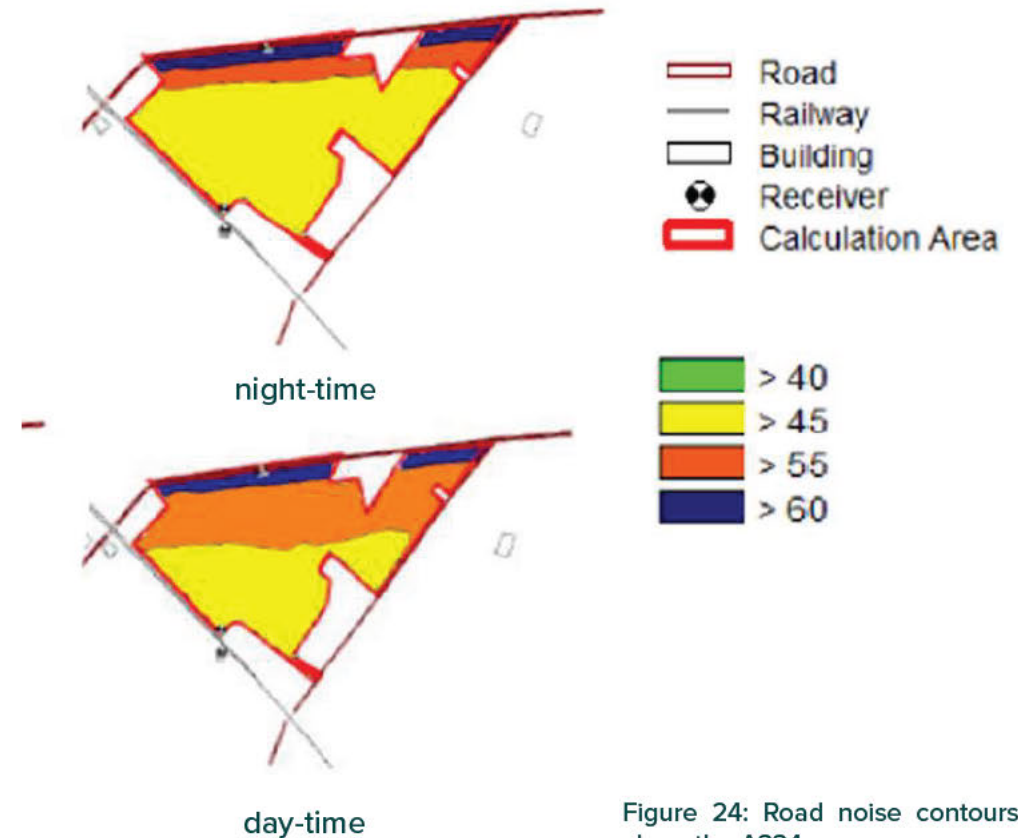 Road
Railway
Building
Receiver
Calculation Area
night-time
> 40
> 45
> 55
> 60
day-time
Figure 24: Road noise contours